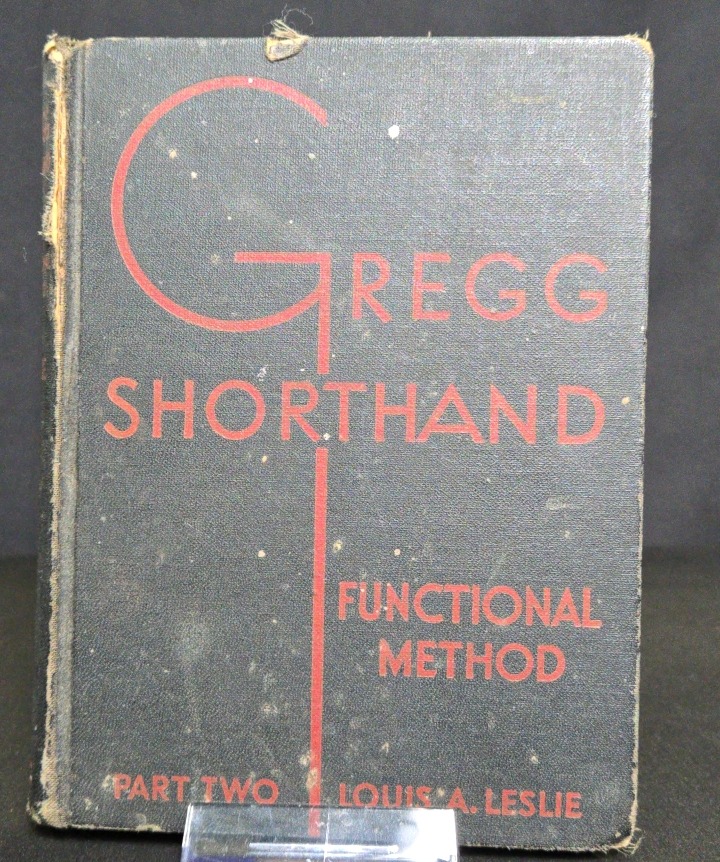 GREGG
SHORTHAND
FUNCTIONAL
METHOD
PART TWO LOUIS A. LESLIE